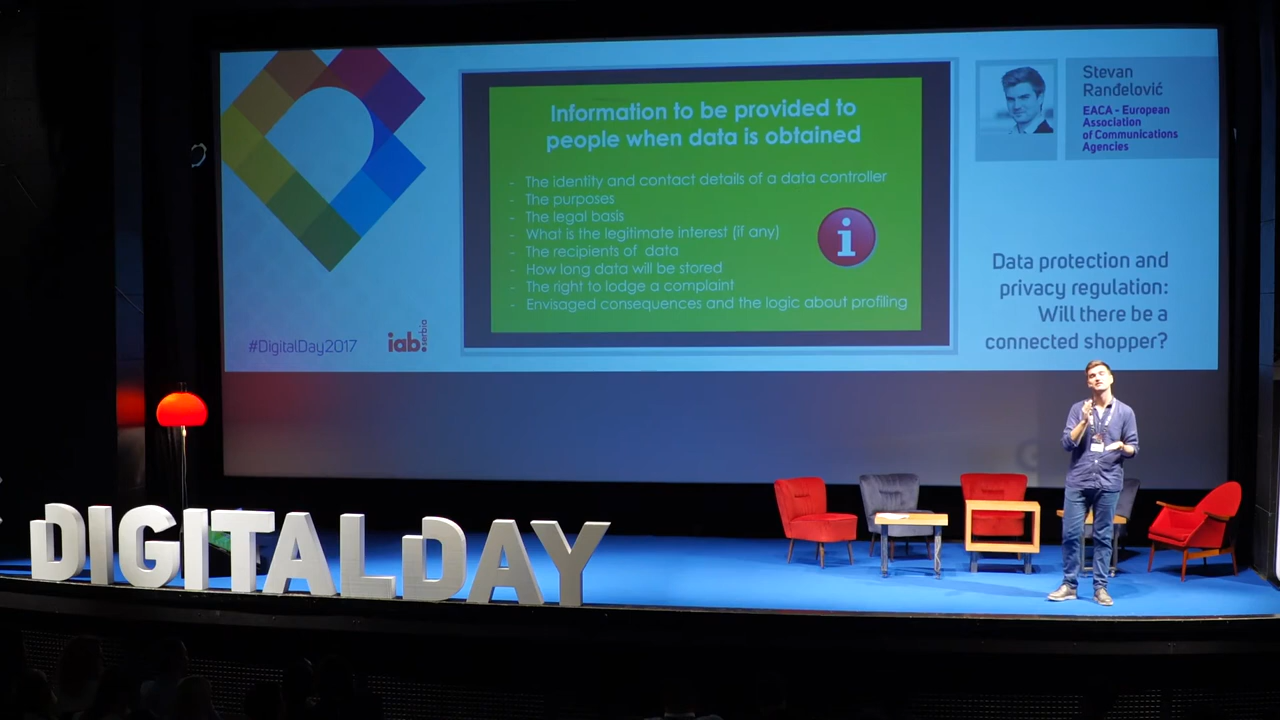 Information to be provided to
people when data is obtained
- The identity and contact details of a data controller
- The purposes
- The legal basis
- What is the legitimate interest (if any)
- The recipients of data
- How long data will be stored
- The right to lodge a complaint
- Envisaged consequences and the logic about profiling
i
Stevan
Ranđelović
EACA - European
Association
of Communications
Agencies
Data protection and
privacy regulation:
Will there be a
connected shopper?
#DigitalDay2017
iab.
serbia
DIGITAL DAY